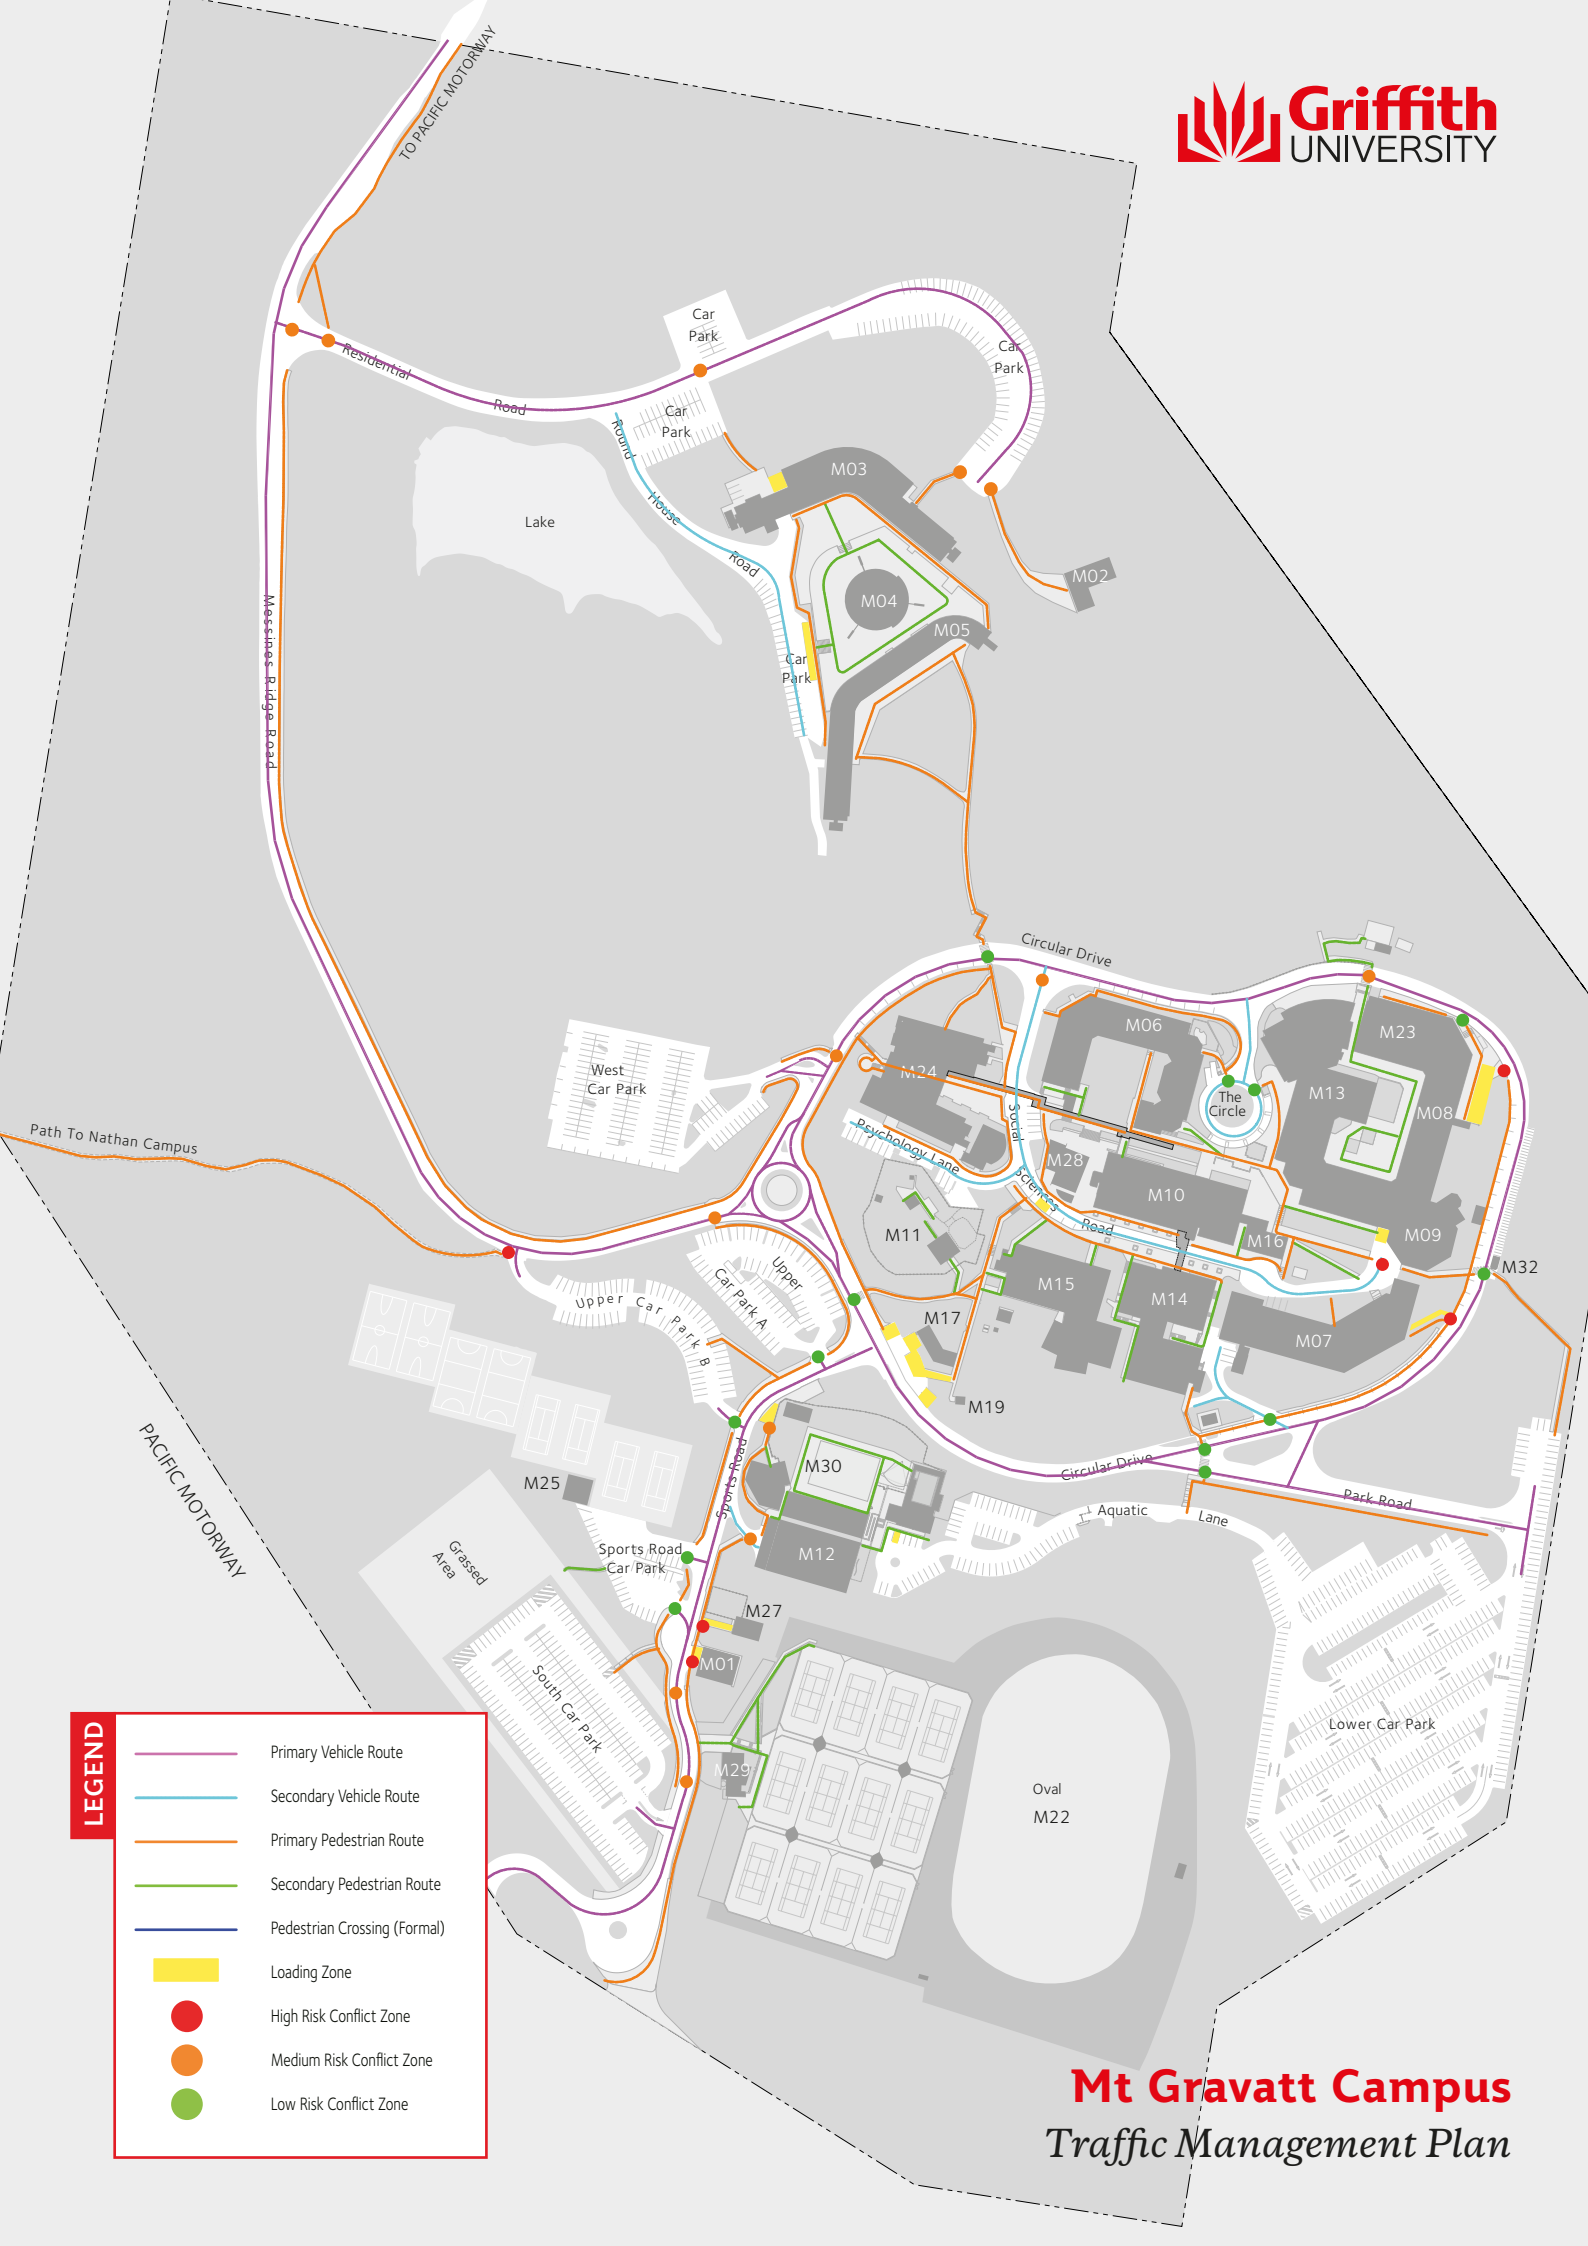 TO PACIFIC MOTORWAY
Griffith
UNIVERSITY
Car
Park
Residential
Road
Car
Park
Car
Park
Round
House
Road
M03
Lake
M02
M04
M05
Car
Park
Messines Ridge Road
Circular Drive
M06
M23
West
Car Park
M24
The
Circle
M13
M08
Social
Sciences
Road
Path To Nathan Campus
Psychology Lane
M28
M10
M11
M16
M09
M32
Upper
Car Park A
Upper Car Park B
M15
M14
M17
M07
M19
PACIFIC MOTORWAY
Sports Road
M30
Circular Drive
M25
Park Road
Aquatic
Lane
Grassed
Area
Sports Road
Car Park
M12
M27
M01
South Car Park
Lower Car Park
M29
Oval
M22
LEGEND
Primary Vehicle Route
Secondary Vehicle Route
Primary Pedestrian Route
Secondary Pedestrian Route
Pedestrian Crossing (Formal)
Loading Zone
High Risk Conflict Zone
Medium Risk Conflict Zone
Low Risk Conflict Zone
Mt Gravatt Campus
Traffic Management Plan